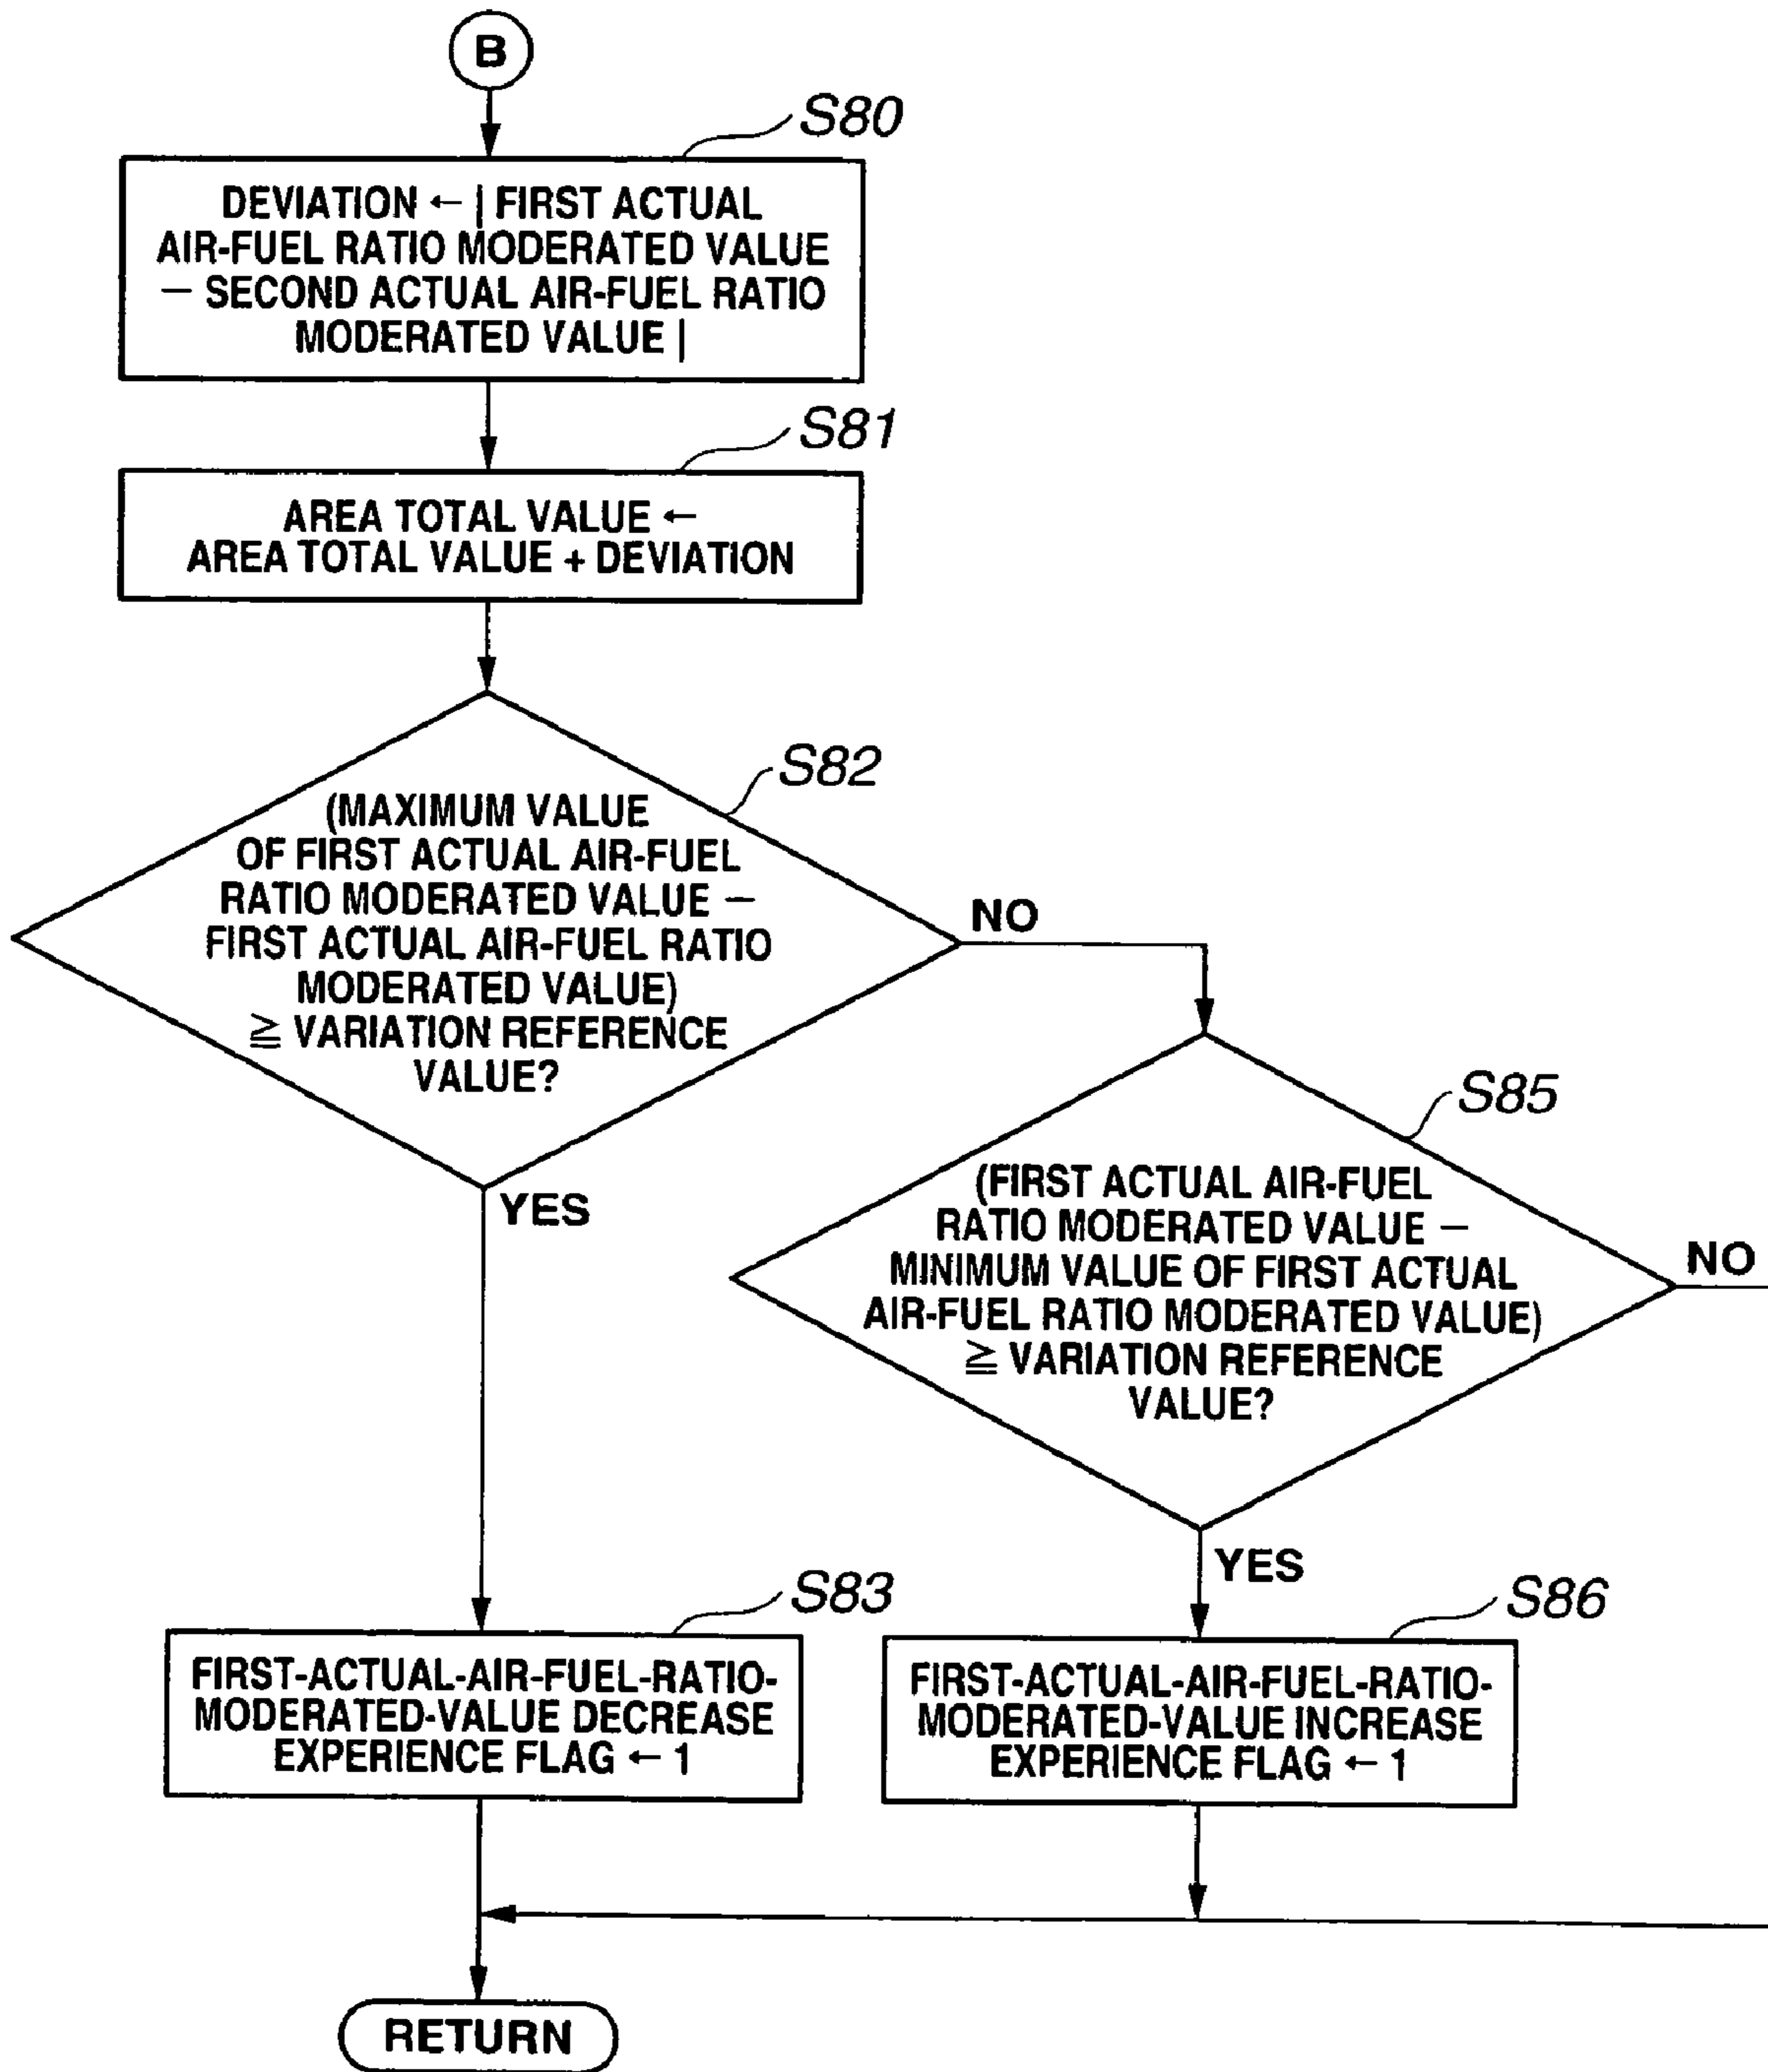 B
S80
DEVIATION ← | FIRST ACTUAL
AIR-FUEL RATIO MODERATED VALUE
— SECOND ACTUAL AIR-FUEL RATIO
MODERATED VALUE |
S81
AREA TOTAL VALUE ←
AREA TOTAL VALUE + DEVIATION
S82
(MAXIMUM VALUE
OF FIRST ACTUAL AIR-FUEL
RATIO MODERATED VALUE —
FIRST ACTUAL AIR-FUEL RATIO
MODERATED VALUE)
≧ VARIATION REFERENCE
VALUE?
NO
YES
S85
(FIRST ACTUAL AIR-FUEL
RATIO MODERATED VALUE —
MINIMUM VALUE OF FIRST ACTUAL
AIR-FUEL RATIO MODERATED VALUE)
≧ VARIATION REFERENCE
VALUE?
NO
YES
S83
FIRST-ACTUAL-AIR-FUEL-RATIO-
MODERATED-VALUE DECREASE
EXPERIENCE FLAG ← 1
S86
FIRST-ACTUAL-AIR-FUEL-RATIO-
MODERATED-VALUE INCREASE
EXPERIENCE FLAG ← 1
RETURN